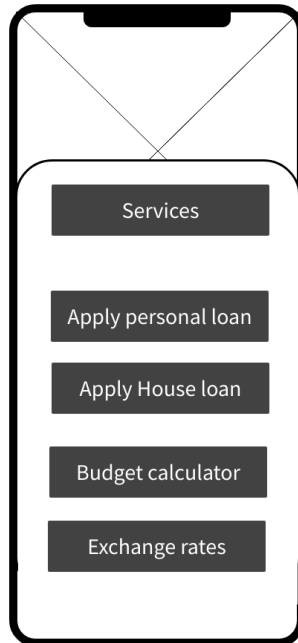 Services
Apply personal loan
Apply House loan
Budget calculator
Exchange rates